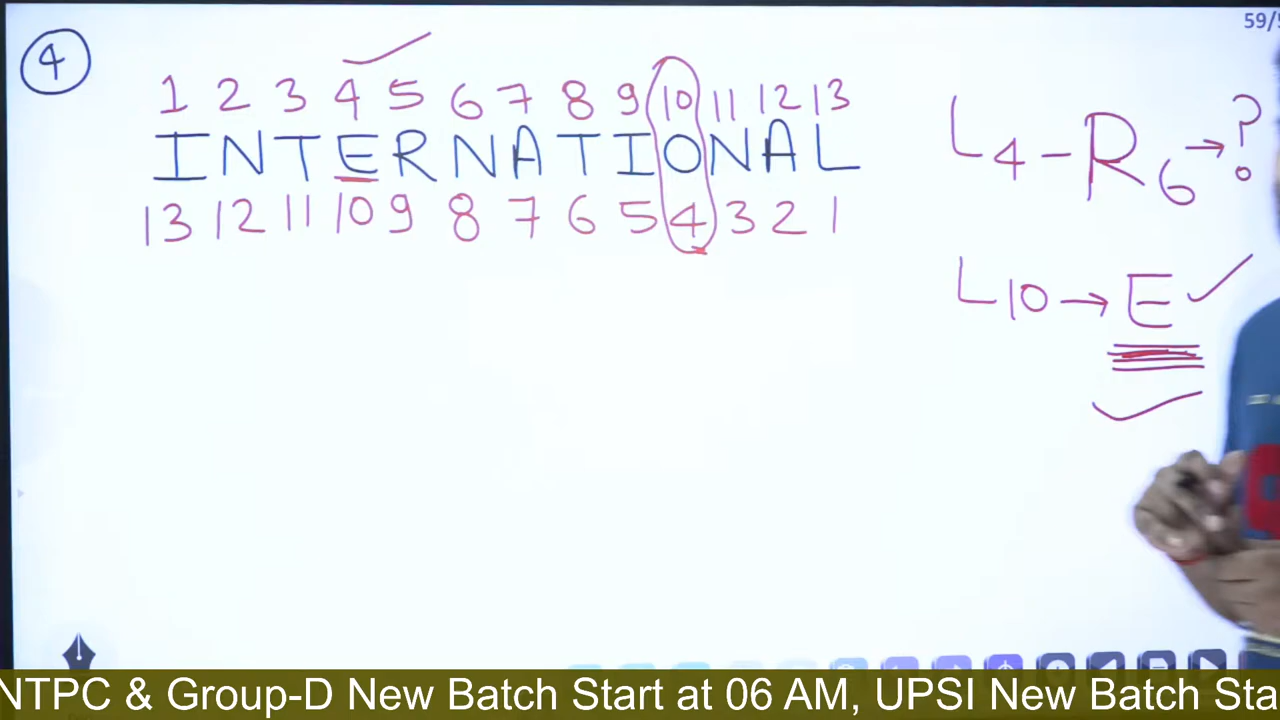 59/
4
1 2 3 4 5 6 7 8 9 10 11 12 13
INTERNATIONAL
13 12 11 10 9 8 7 6 5 4 3 2 1
L4-R6→?
L10→E
NTPC & Group-D New Batch Start at 06 AM, UPSI New Batch Sta